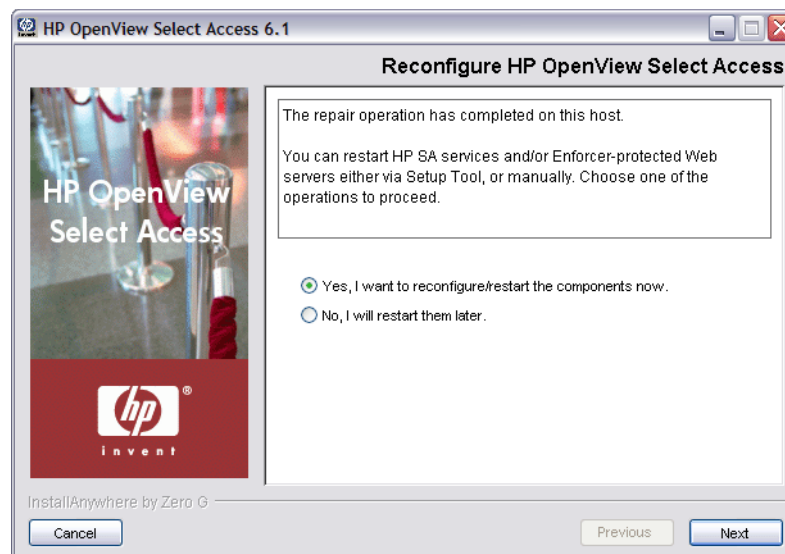 HP OpenView Select Access 6.1
Reconfigure HP OpenView Select Access
HP OpenView
Select Access
hp
®
invent
The repair operation has completed on this host.
You can restart HP SA services and/or Enforcer-protected Web
servers either via Setup Tool, or manually. Choose one of the
operations to proceed.
Yes, I want to reconfigure/restart the components now.
No, I will restart them later.
InstallAnywhere by Zero G
Cancel
Previous
Next